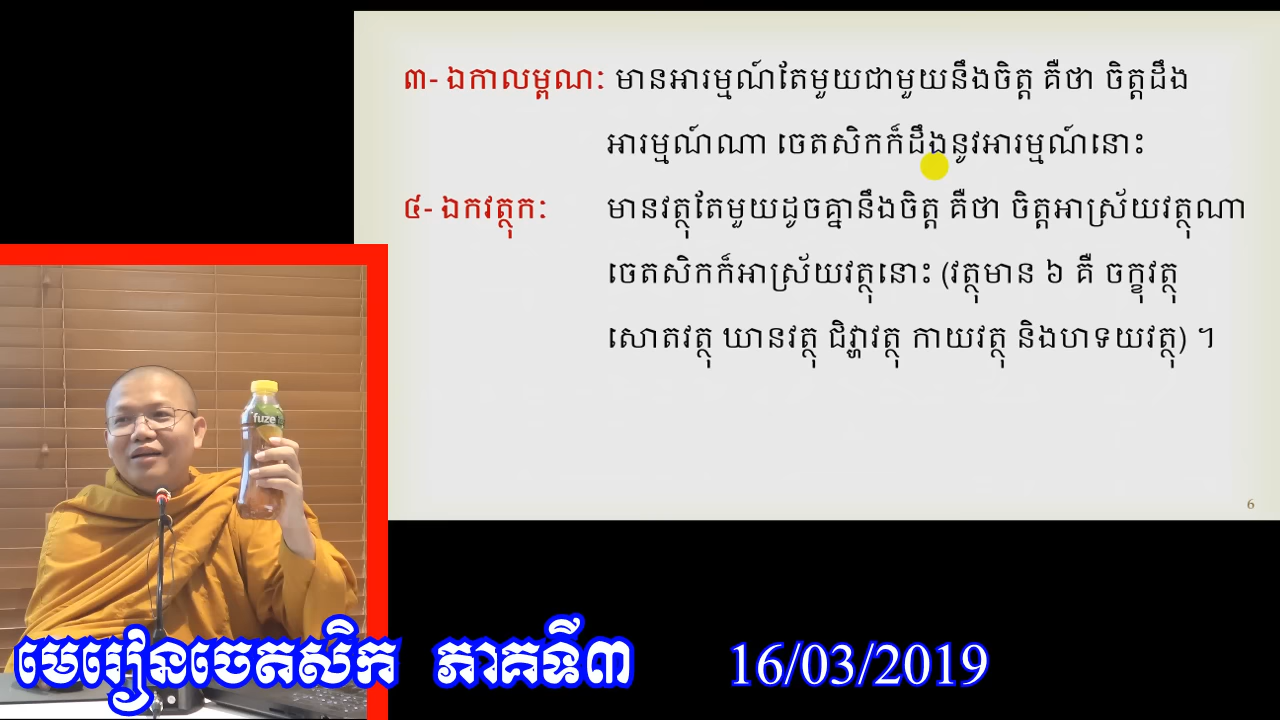 ៣- ឯកាលម្ពណៈ មានអារម្មណ៍តែមួយជាមួយនឹងចិត្ត គឺថា ចិត្តដឹង
អារម្មណ៍ណា ចេតសិកក៏ដឹងនូវអារម្មណ៍នោះ
៤- ឯកវត្ថុកៈ មានវត្ថុតែមួយដូចគ្នានឹងចិត្ត គឺថា ចិត្តអាស្រ័យវត្ថុណា
ចេតសិកក៏អាស្រ័យវត្ថុនោះ (វត្ថុមាន ៦ គឺ ចក្ខុវត្ថុ
សោតវត្ថុ ឃានវត្ថុ ជិវ្ហាវត្ថុ កាយវត្ថុ និងហទយវត្ថុ) ។
6
fuze
មេរៀនចេតសិក ភាគទី៣ 16/03/2019